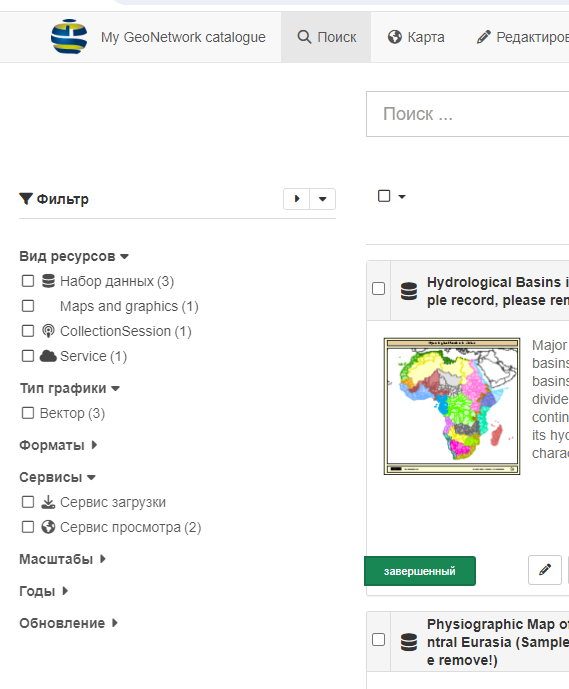 My GeoNetwork catalogue
Поиск
Карта
Редактиров
Поиск ...
Фильтр
Вид ресурсов
Набор данных (3)
Maps and graphics (1)
CollectionSession (1)
Service (1)
Тип графики
Вектор (3)
Форматы
Сервисы
Сервис загрузки
Сервис просмотра (2)
Масштабы
Годы
Обновление
Hydrological Basins i
ple record, please ren
Major
basins
basins
divide
contin
its hyd
charac
завершенный
Physiographic Map of
ntral Eurasia (Sample
e remove!)